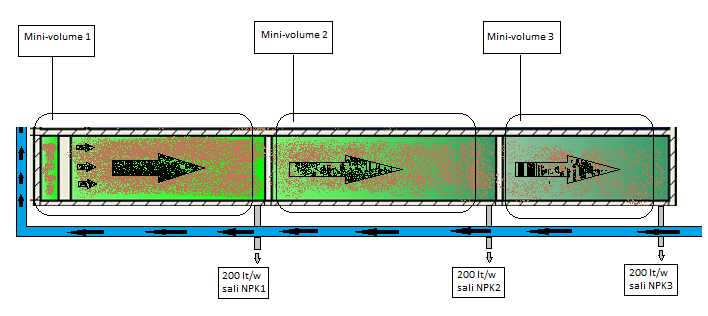 Mini-volume 1
Mini-volume 2
Mini-volume 3
200 lt/w
sali NPK1
200 lt/w
sali NPK2
200 lt/w
sali NPK3